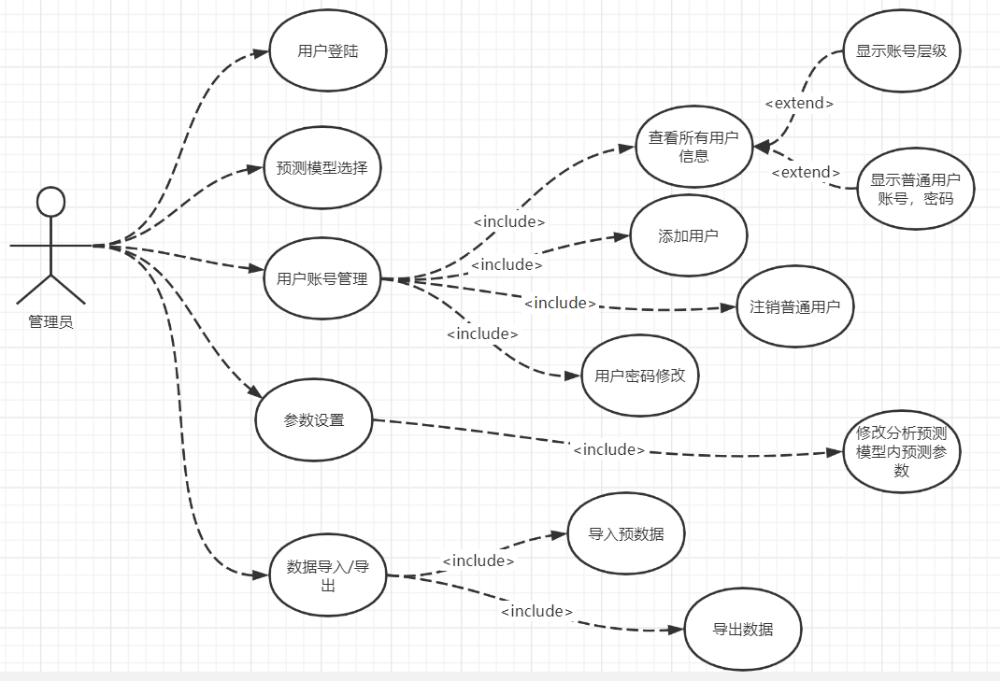 用户登陆
显示账号层级
<extend>
查看所有用户
信息
预测模型选择
<extend>
显示普通用户
账号，密码
<include>
添加用户
<include>
用户账号管理
<include>
注销普通用户
管理员
<include>
用户密码修改
参数设置
<include>
修改分析预测
模型内预测参
数
导入预数据
<include>
数据导入/导
出
<include>
导出数据